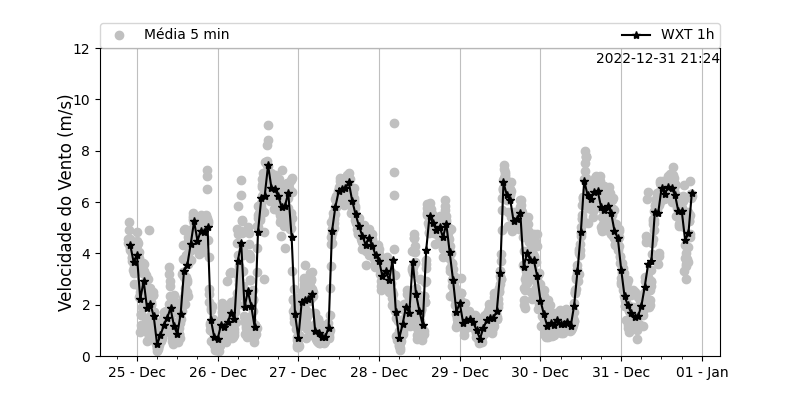 Média 5 min
WXT 1h
2022-12-31 21:24
12
10
8
6
4
2
0
Velocidade do Vento (m/s)
25 - Dec 26 - Dec 27 - Dec 28 - Dec 29 - Dec 30 - Dec 31 - Dec 01 - Jan